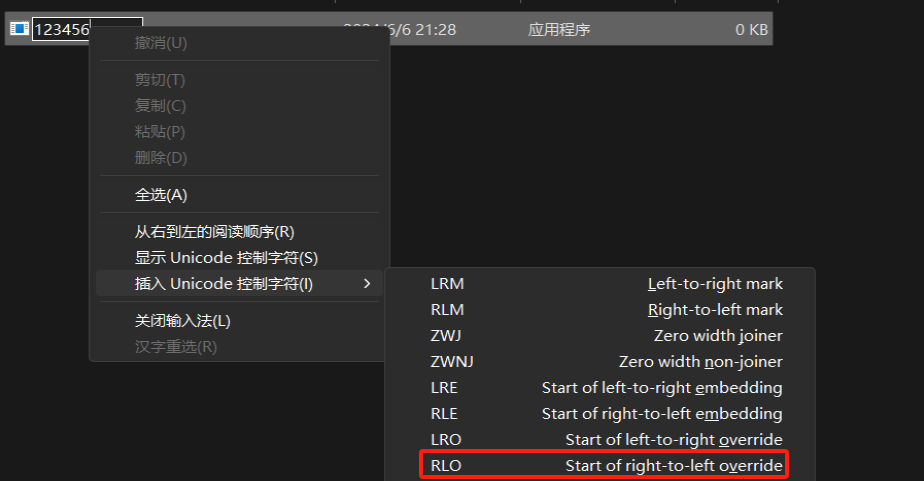 123456
2024/6/6 21:28 应用程序 0 KB
撤消(U)
剪切(T)
复制(C)
粘贴(P)
删除(D)
全选(A)
从右到左的阅读顺序(R)
显示 Unicode 控制字符(S)
插入 Unicode 控制字符(I)
关闭输入法(L)
汉字重选(R)
LRM Left-to-right mark
RLM Right-to-left mark
ZWJ Zero width joiner
ZWNJ Zero width non-joiner
LRE Start of left-to-right embedding
RLE Start of right-to-left embedding
LRO Start of left-to-right override
RLO Start of right-to-left override